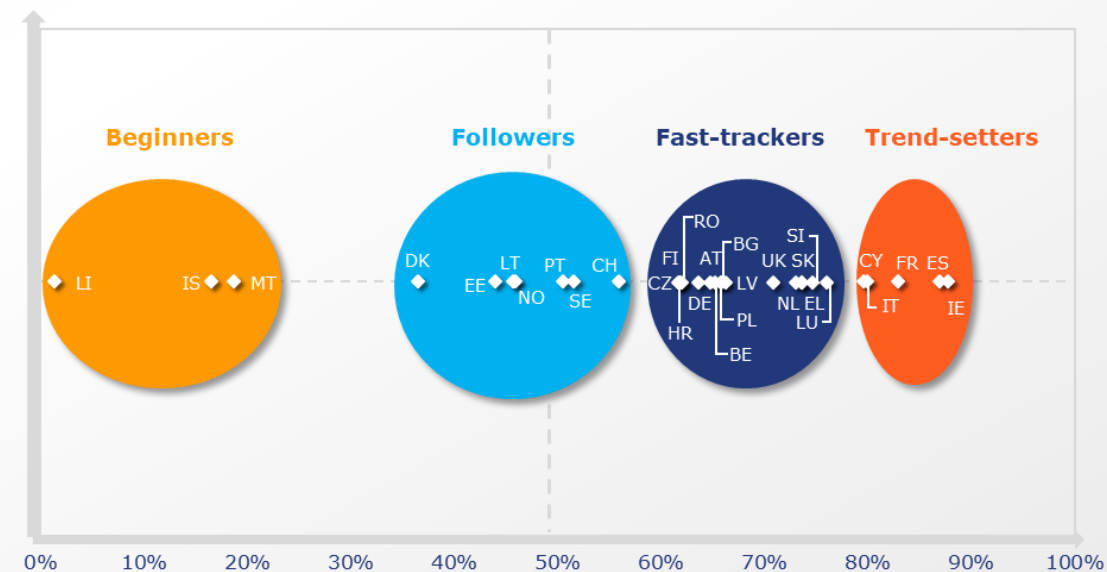 Beginners
Followers
Fast-trackers
Trend-setters
RO
SI
BG
DK
LT
PT
CH
FI
AT
UK
SK
CY
FR
ES
LI
IS
MT
EE
CZ
LV
NO
SE
DE
NL
EL
IT
IE
LU
PL
HR
BE
0%
10%
20%
30%
40%
50%
60%
70%
80%
90%
100%